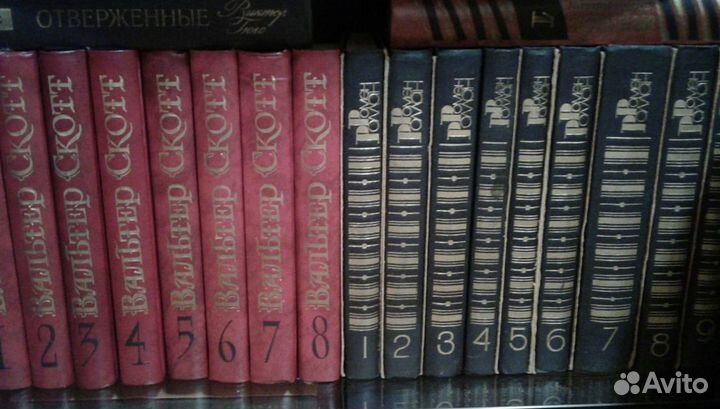 ОТВЕРЖЕННЫЕ Виктор Гюго
1
Вальтер Скотт 2
Вальтер Скотт 3
Вальтер Скотт 4
Вальтер Скотт 5
Вальтер Скотт 6
Вальтер Скотт 7
Вальтер Скотт 8
Ромен Роллан 1
Ромен Роллан 2
Ромен Роллан 3
Ромен Роллан 4
Ромен Роллан 5
Ромен Роллан 6
Ромен Роллан 7
Ромен Роллан 8
9
Avito